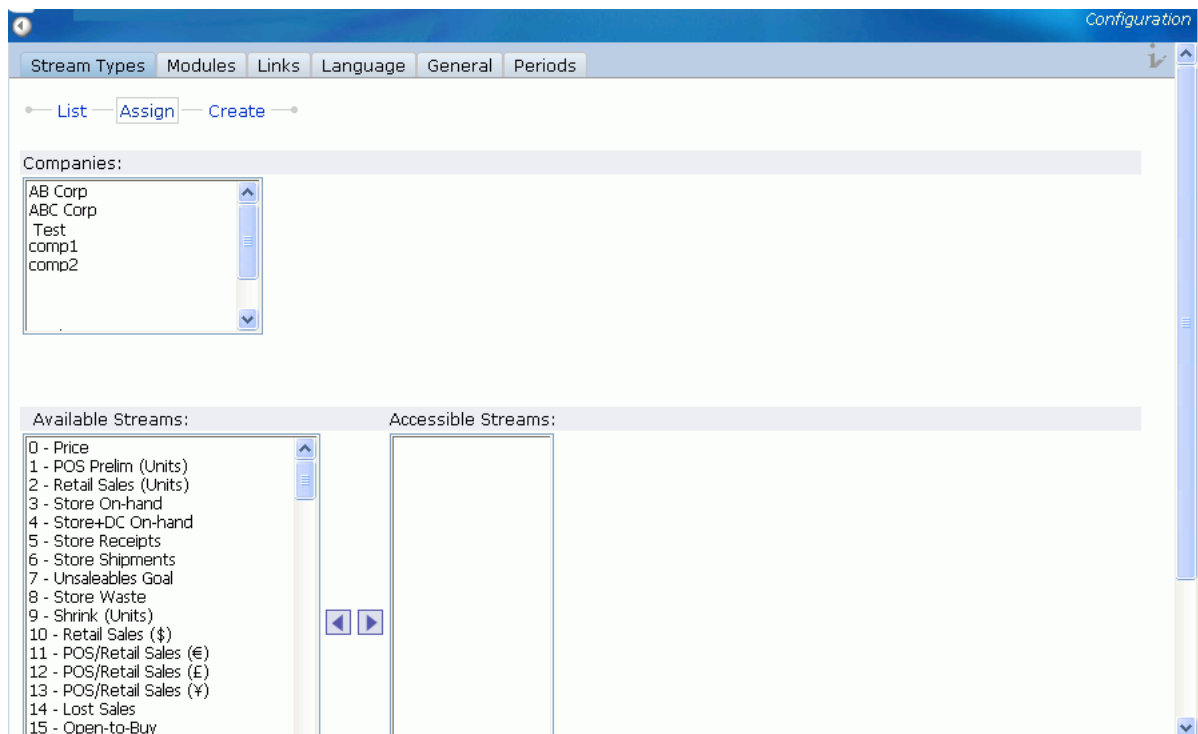 Configuration
Stream Types Modules Links Language General Periods
List Assign Create
Companies:
AB Corp
ABC Corp
Test
comp1
comp2
Available Streams: Accessible Streams:
0 - Price
1 - POS Prelim (Units)
2 - Retail Sales (Units)
3 - Store On-hand
4 - Store+DC On-hand
5 - Store Receipts
6 - Store Shipments
7 - Unsaleables Goal
8 - Store Waste
9 - Shrink (Units)
10 - Retail Sales ($)
11 - POS/Retail Sales (€)
12 - POS/Retail Sales (£)
13 - POS/Retail Sales (¥)
14 - Lost Sales
15 - Open-to-Buy